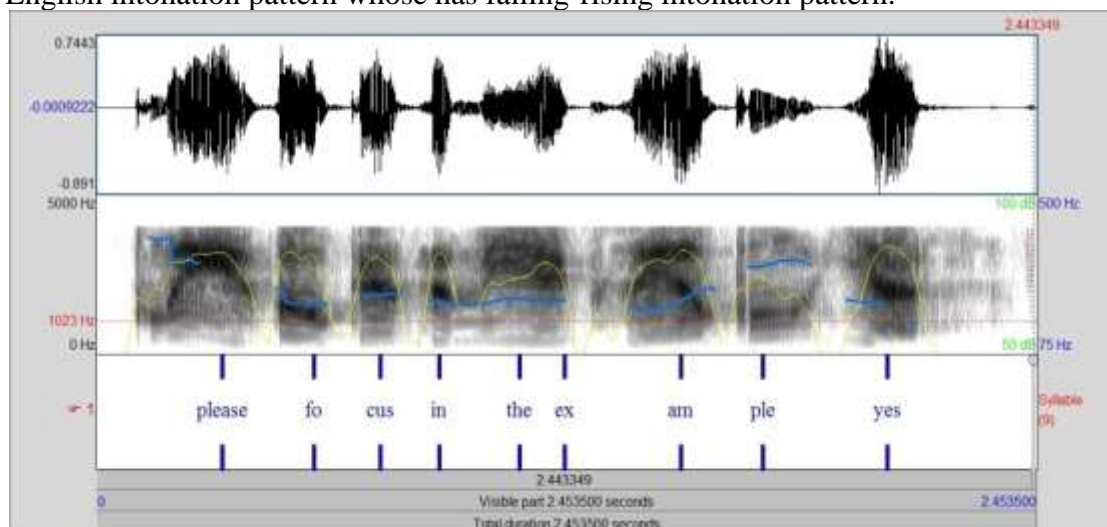 English intonation pattern whose has falling-rising intonation pattern.
2.443349
0.7443
-0.0009222
-0.891
5000 Hz 100 dB 500 Hz
1023 Hz
0 Hz 50 dB 75 Hz
1 please fo cus in the ex am ple yes Syllable
(9)
2.443349
0 Visible part 2.453500 seconds 2.453500
Total duration 2.453500 seconds